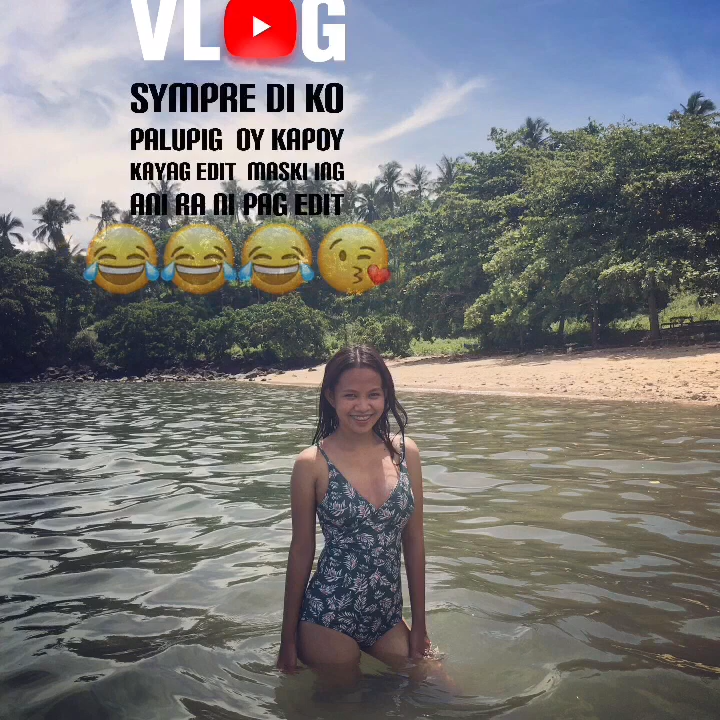 VLOG
SYMPRE DI KO
PALUPIG OY KAPOY
KAYAG EDIT MASKI ING
ANI RA NI PAG EDIT